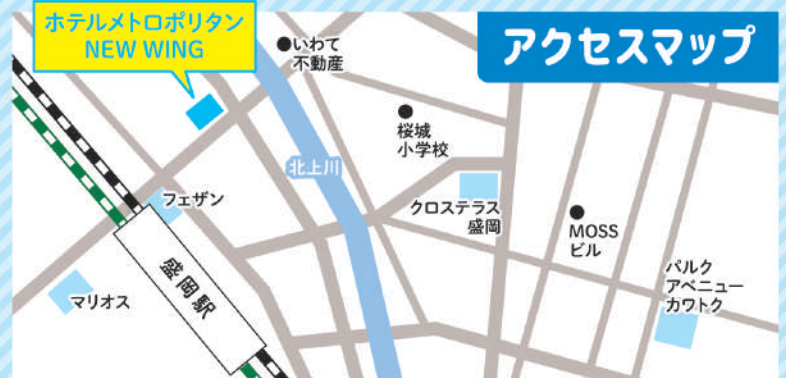 ホテルメトロポリタン
NEW WING
アクセスマップ
いわて
不動産
桜城
小学校
北上川
フェザン
クロステラス
盛岡
MOSS
ビル
パルク
アベニュー
カワトク
盛岡駅
マリオス